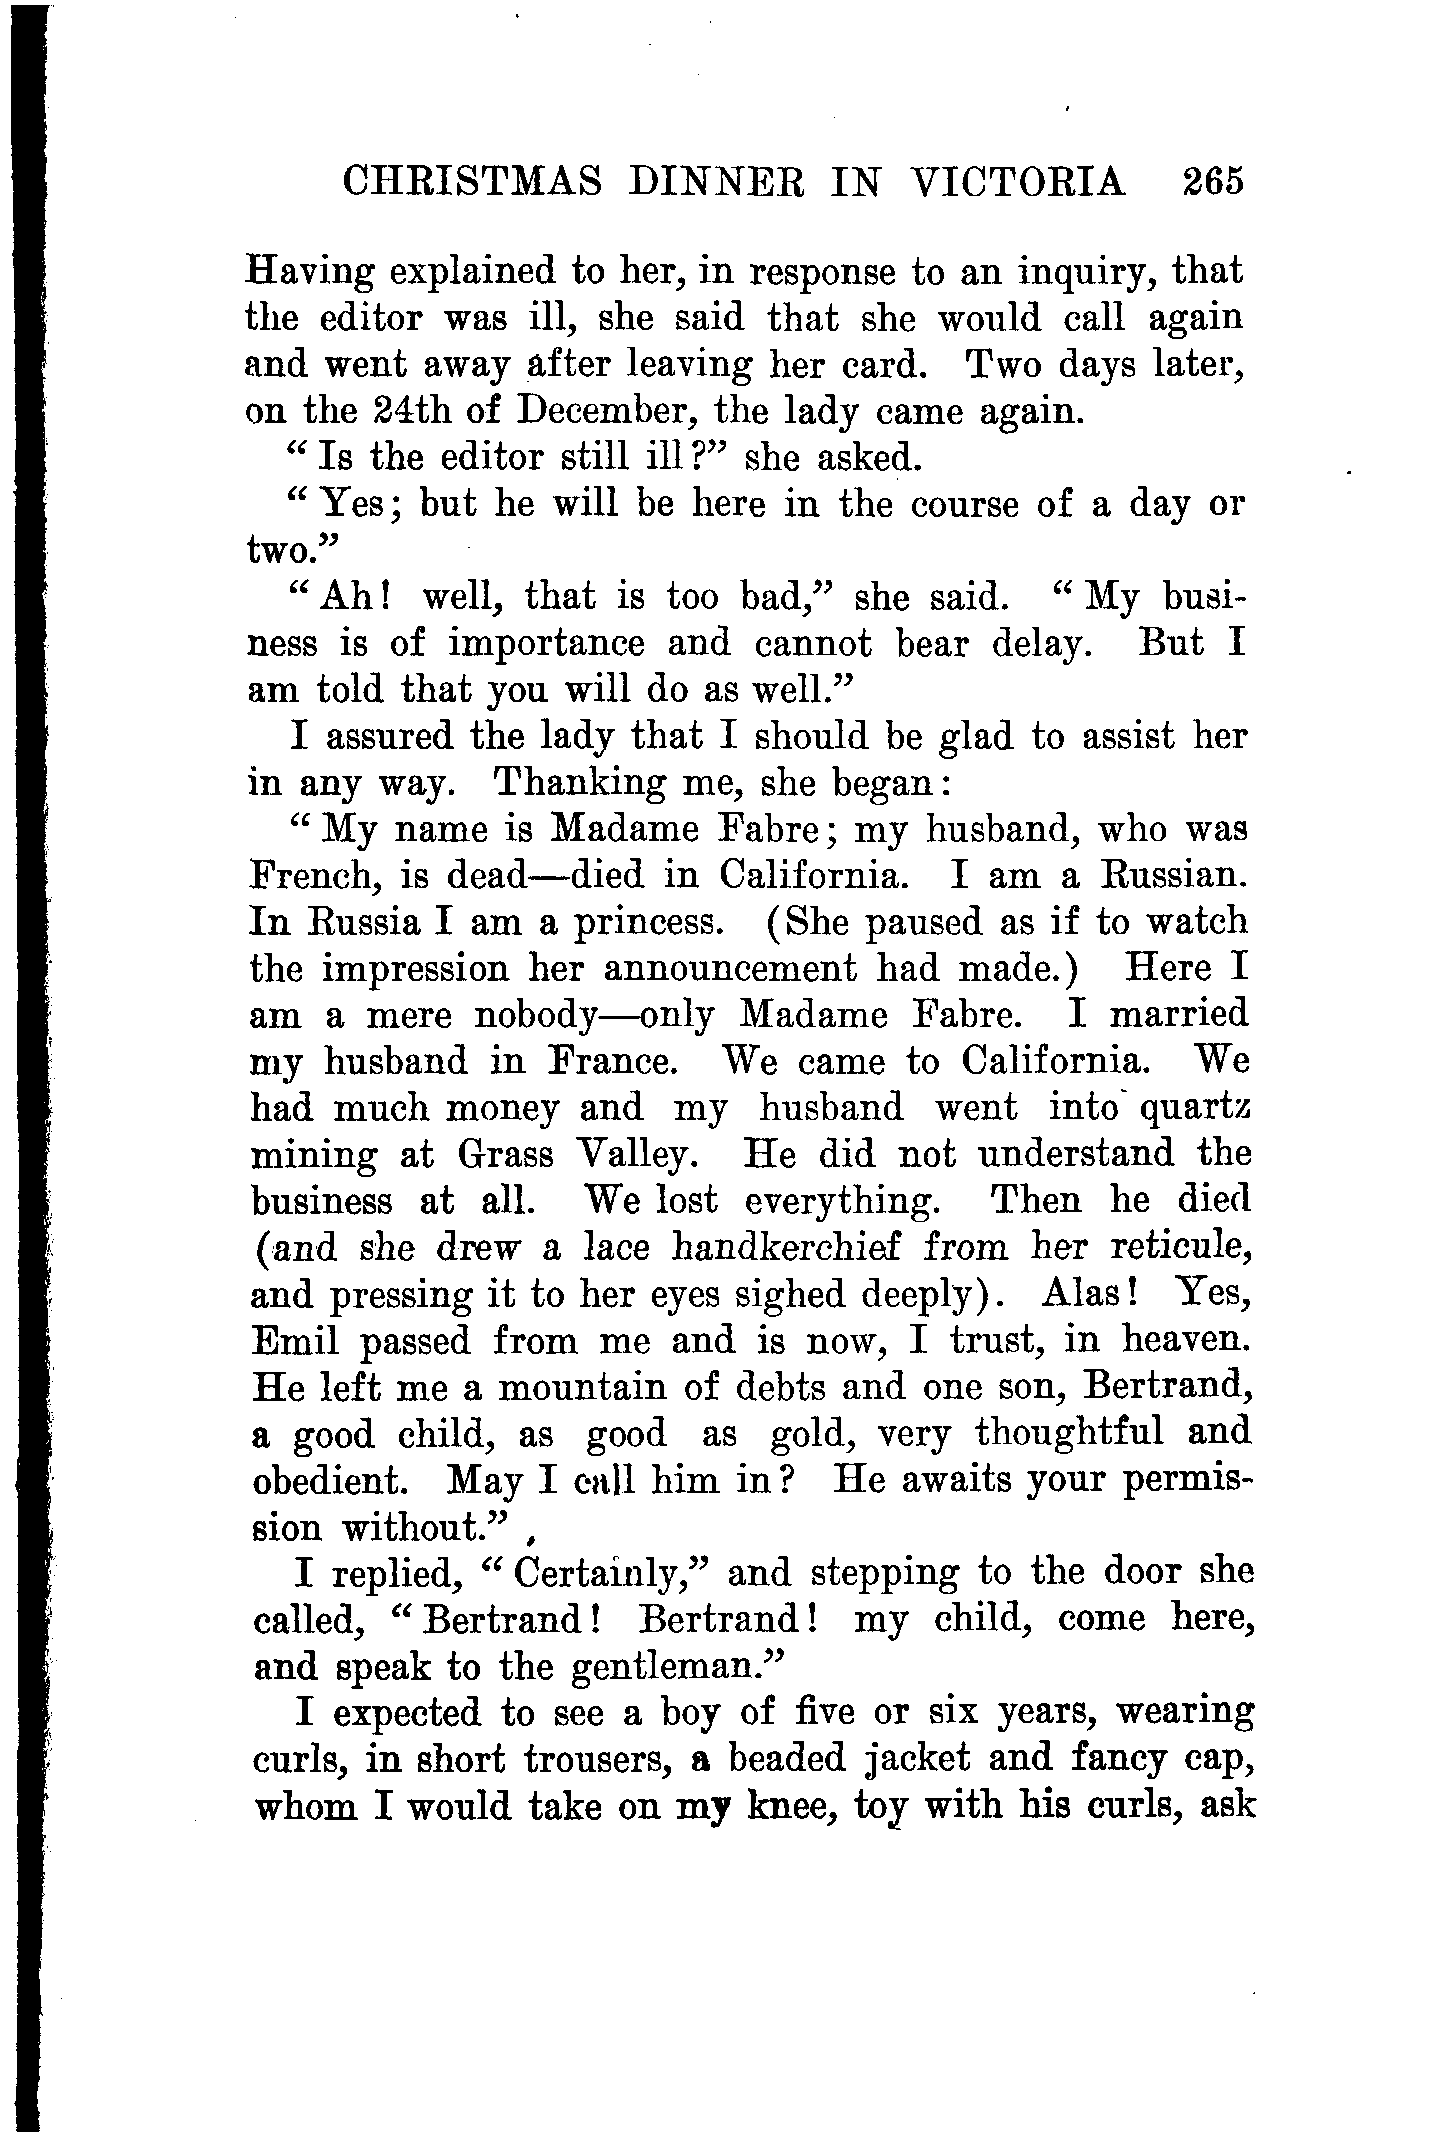 CHRISTMAS DINNER IN VICTORIA 265
Having explained to her, in response to an inquiry, that
the editor was ill, she said that she would call again
and went away after leaving her card. Two days later,
on the 24th of December, the lady came again.
“Is the editor still ill?” she asked.
“Yes; but he will be here in the course of a day or
two.”
“Ah! well, that is too bad,” she said. “My busi-
ness is of importance and cannot bear delay. But I
am told that you will do as well.”
I assured the lady that I should be glad to assist her
in any way. Thanking me, she began:
“My name is Madame Fabre; my husband, who was
French, is dead—died in California. I am a Russian.
In Russia I am a princess. (She paused as if to watch
the impression her announcement had made.) Here I
am a mere nobody—only Madame Fabre. I married
my husband in France. We came to California. We
had much money and my husband went into quartz
mining at Grass Valley. He did not understand the
business at all. We lost everything. Then he died
(and she drew a lace handkerchief from her reticule,
and pressing it to her eyes sighed deeply). Alas! Yes,
Emil passed from me and is now, I trust, in heaven.
He left me a mountain of debts and one son, Bertrand,
a good child, as good as gold, very thoughtful and
obedient. May I call him in? He awaits your permis-
sion without.”
I replied, “Certainly,” and stepping to the door she
called, “Bertrand! Bertrand! my child, come here,
and speak to the gentleman.”
I expected to see a boy of five or six years, wearing
curls, in short trousers, a beaded jacket and fancy cap,
whom I would take on my knee, toy with his curls, ask